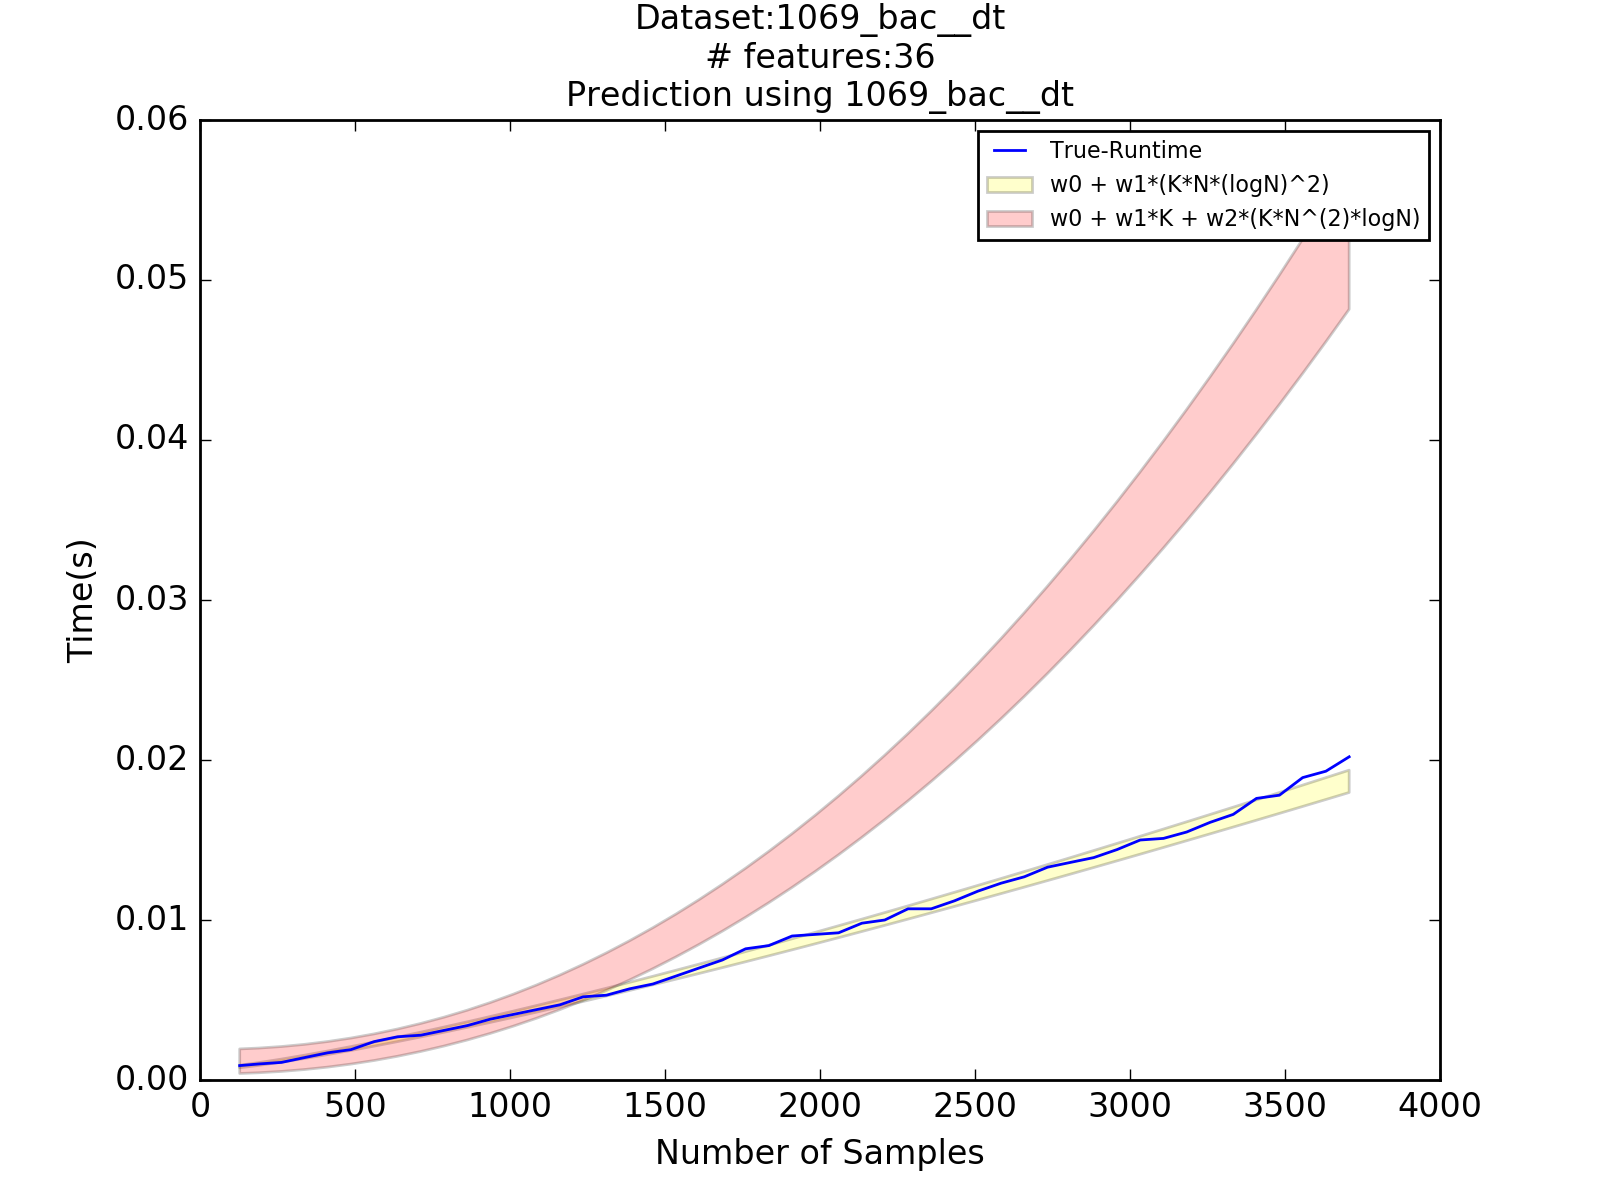 Dataset:1069_bac__dt
# features:36
Prediction using 1069_bac__dt
0.06
0.05
0.04
0.03
0.02
0.01
0.00
Time(s)
True-Runtime
w0 + w1*(K*N*(logN)^2)
w0 + w1*K + w2*(K*N^(2)*logN)
0 500 1000 1500 2000 2500 3000 3500 4000
Number of Samples